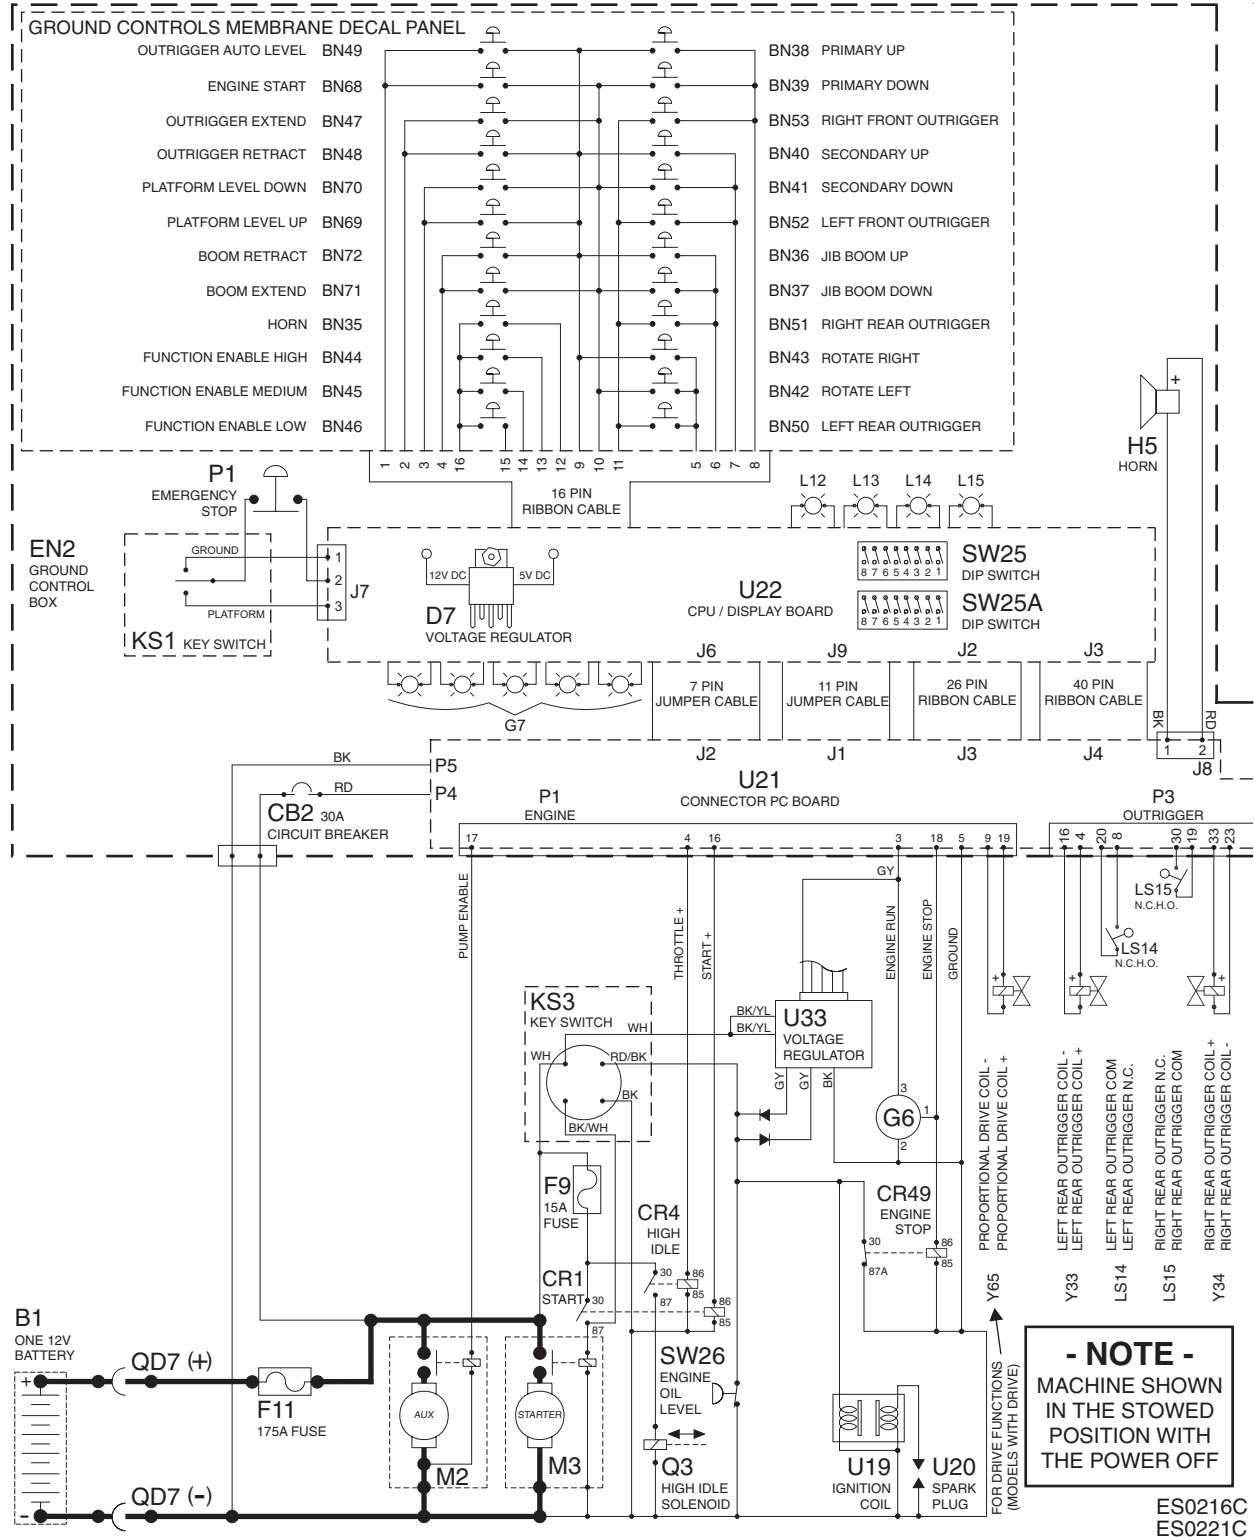 GROUND CONTROLS MEMBRANE DECAL PANEL
OUTRIGGER AUTO LEVEL BN49
BN38 PRIMARY UP
ENGINE START BN68
BN39 PRIMARY DOWN
OUTRIGGER EXTEND BN47
BN53 RIGHT FRONT OUTRIGGER
OUTRIGGER RETRACT BN48
BN40 SECONDARY UP
PLATFORM LEVEL DOWN BN70
BN41 SECONDARY DOWN
PLATFORM LEVEL UP BN69
BN52 LEFT FRONT OUTRIGGER
BOOM RETRACT BN72
BN36 JIB BOOM UP
BOOM EXTEND BN71
BN37 JIB BOOM DOWN
HORN BN35
BN51 RIGHT REAR OUTRIGGER
FUNCTION ENABLE HIGH BN44
BN43 ROTATE RIGHT
FUNCTION ENABLE MEDIUM BN45
BN42 ROTATE LEFT
FUNCTION ENABLE LOW BN46
BN50 LEFT REAR OUTRIGGER
1 2 3 4 16 15 14 13 12 9 10 11 5 6 7 8
16 PIN
RIBBON CABLE
+
H5
HORN
P1
EMERGENCY
STOP
L12 L13 L14 L15
EN2
GROUND
CONTROL
BOX
GROUND
PLATFORM
KS1 KEY SWITCH
1
2
3
J7
12V DC
5V DC
D7
VOLTAGE REGULATOR
U22
CPU / DISPLAY BOARD
8 7 6 5 4 3 2 1
SW25
DIP SWITCH
8 7 6 5 4 3 2 1
SW25A
DIP SWITCH
J6 J9 J2 J3
7 PIN
JUMPER CABLE
11 PIN
JUMPER CABLE
26 PIN
RIBBON CABLE
40 PIN
RIBBON CABLE
G7
BK RD
1 2
J8
J2 J1 J3 J4
BK
P5
RD
P4
CB2 30A
CIRCUIT BREAKER
U21
CONNECTOR PC BOARD
P1
ENGINE
P3
OUTRIGGER
17 4 16 3 18 5 9 19
16 4 20 8 30 19 33 23
PUMP ENABLE
THROTTLE +
START +
GY
ENGINE RUN
ENGINE STOP
GROUND
LS15
N.C.H.O.
LS14
N.C.H.O.
+ + +
KS3
KEY SWITCH
WH
WH
RD/BK
BK
BK/WH
BK/YL
BK/YL
U33
VOLTAGE
REGULATOR
GY GY BK
3
G6
1
2
F9
15A
FUSE
CR4
HIGH
IDLE
30
87
86
85
CR1
START
30
87
86
85
CR49
ENGINE
STOP
30
87A
86
85
PROPORTIONAL DRIVE COIL -
PROPORTIONAL DRIVE COIL +
Y65
LEFT REAR OUTRIGGER COIL -
LEFT REAR OUTRIGGER COIL +
Y33
LEFT REAR OUTRIGGER COM
LEFT REAR OUTRIGGER N.C.
LS14
RIGHT REAR OUTRIGGER N.C.
RIGHT REAR OUTRIGGER COM
LS15
RIGHT REAR OUTRIGGER COIL +
RIGHT REAR OUTRIGGER COIL -
Y34
B1
ONE 12V
BATTERY
+
-
QD7 (+)
F11
175A FUSE
QD7 (-)
AUX
M2
STARTER
M3
SW26
ENGINE
OIL
LEVEL
Q3
HIGH IDLE
SOLENOID
U19
IGNITION
COIL
U20
SPARK
PLUG
FOR DRIVE FUNCTIONS
(MODELS WITH DRIVE)
- NOTE -
MACHINE SHOWN
IN THE STOWED
POSITION WITH
THE POWER OFF
ES0216C
ES0221C